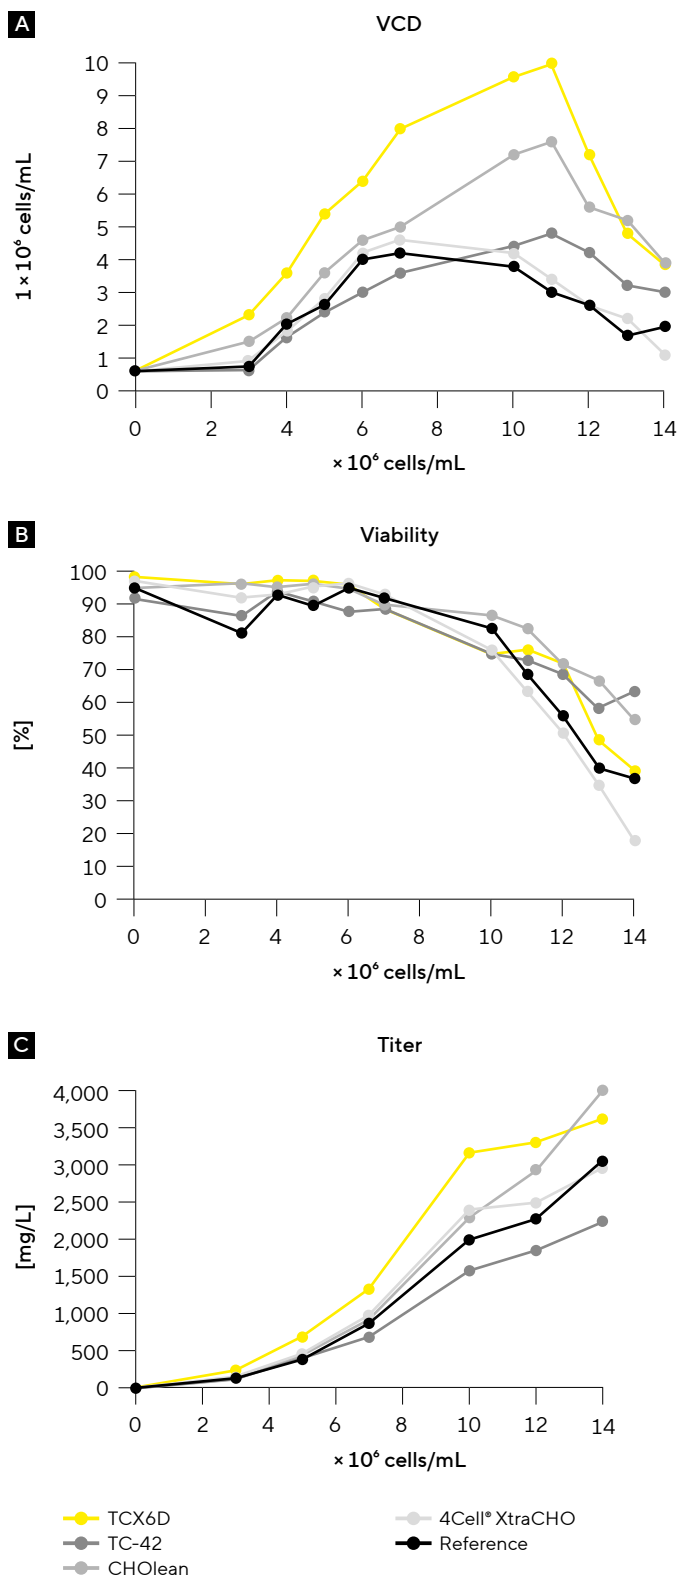 A
VCD
10
9
8
7
6
5
4
3
2
1
0
1 × 10⁶ cells/mL
0 2 4 6 8 10 12 14
× 10⁶ cells/mL
B
Viability
100
90
80
70
60
50
40
30
20
10
0
[%]
0 2 4 6 8 10 12 14
× 10⁶ cells/mL
C
Titer
4,000
3,500
3,000
2,500
2,000
1,500
1,000
500
0
[mg/L]
0 2 4 6 8 10 12 14
× 10⁶ cells/mL
TCX6D
TC-42
CHOlean
4Cell® XtraCHO
Reference